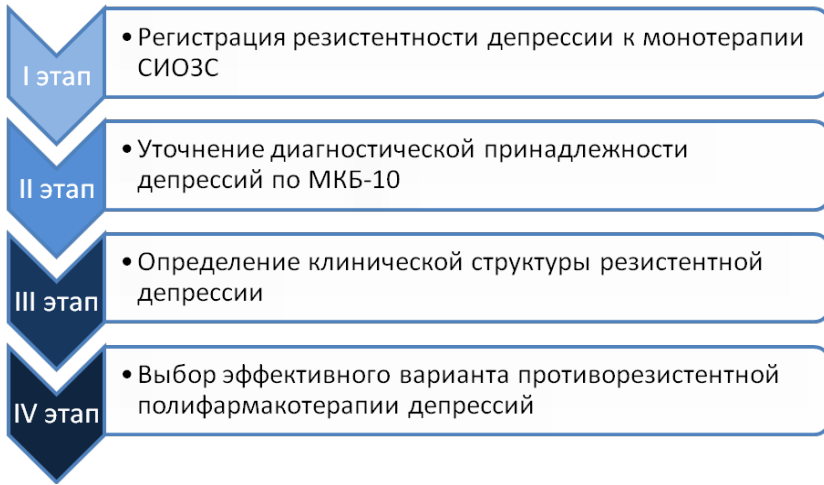 I этап
• Регистрация резистентности депрессии к монотерапии
СИОЗС
II этап
• Уточнение диагностической принадлежности
депрессий по МКБ-10
III этап
• Определение клинической структуры резистентной
депрессии
IV этап
• Выбор эффективного варианта противорезистентной
полифармакотерапии депрессий